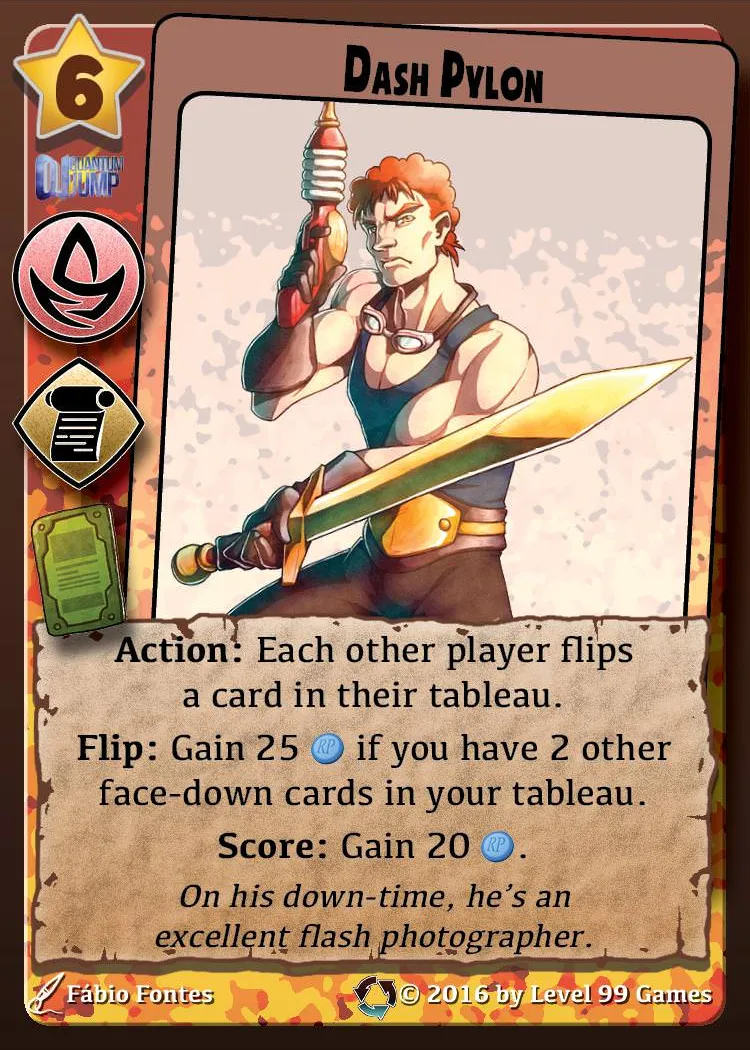 6
DASH PYLON
QUANTUM
JUMP
Action: Each other player flips
a card in their tableau.
Flip: Gain 25 RP if you have 2 other
face-down cards in your tableau.
Score: Gain 20 RP.
On his down-time, he's an
excellent flash photographer.
Fábio Fontes
© 2016 by Level 99 Games